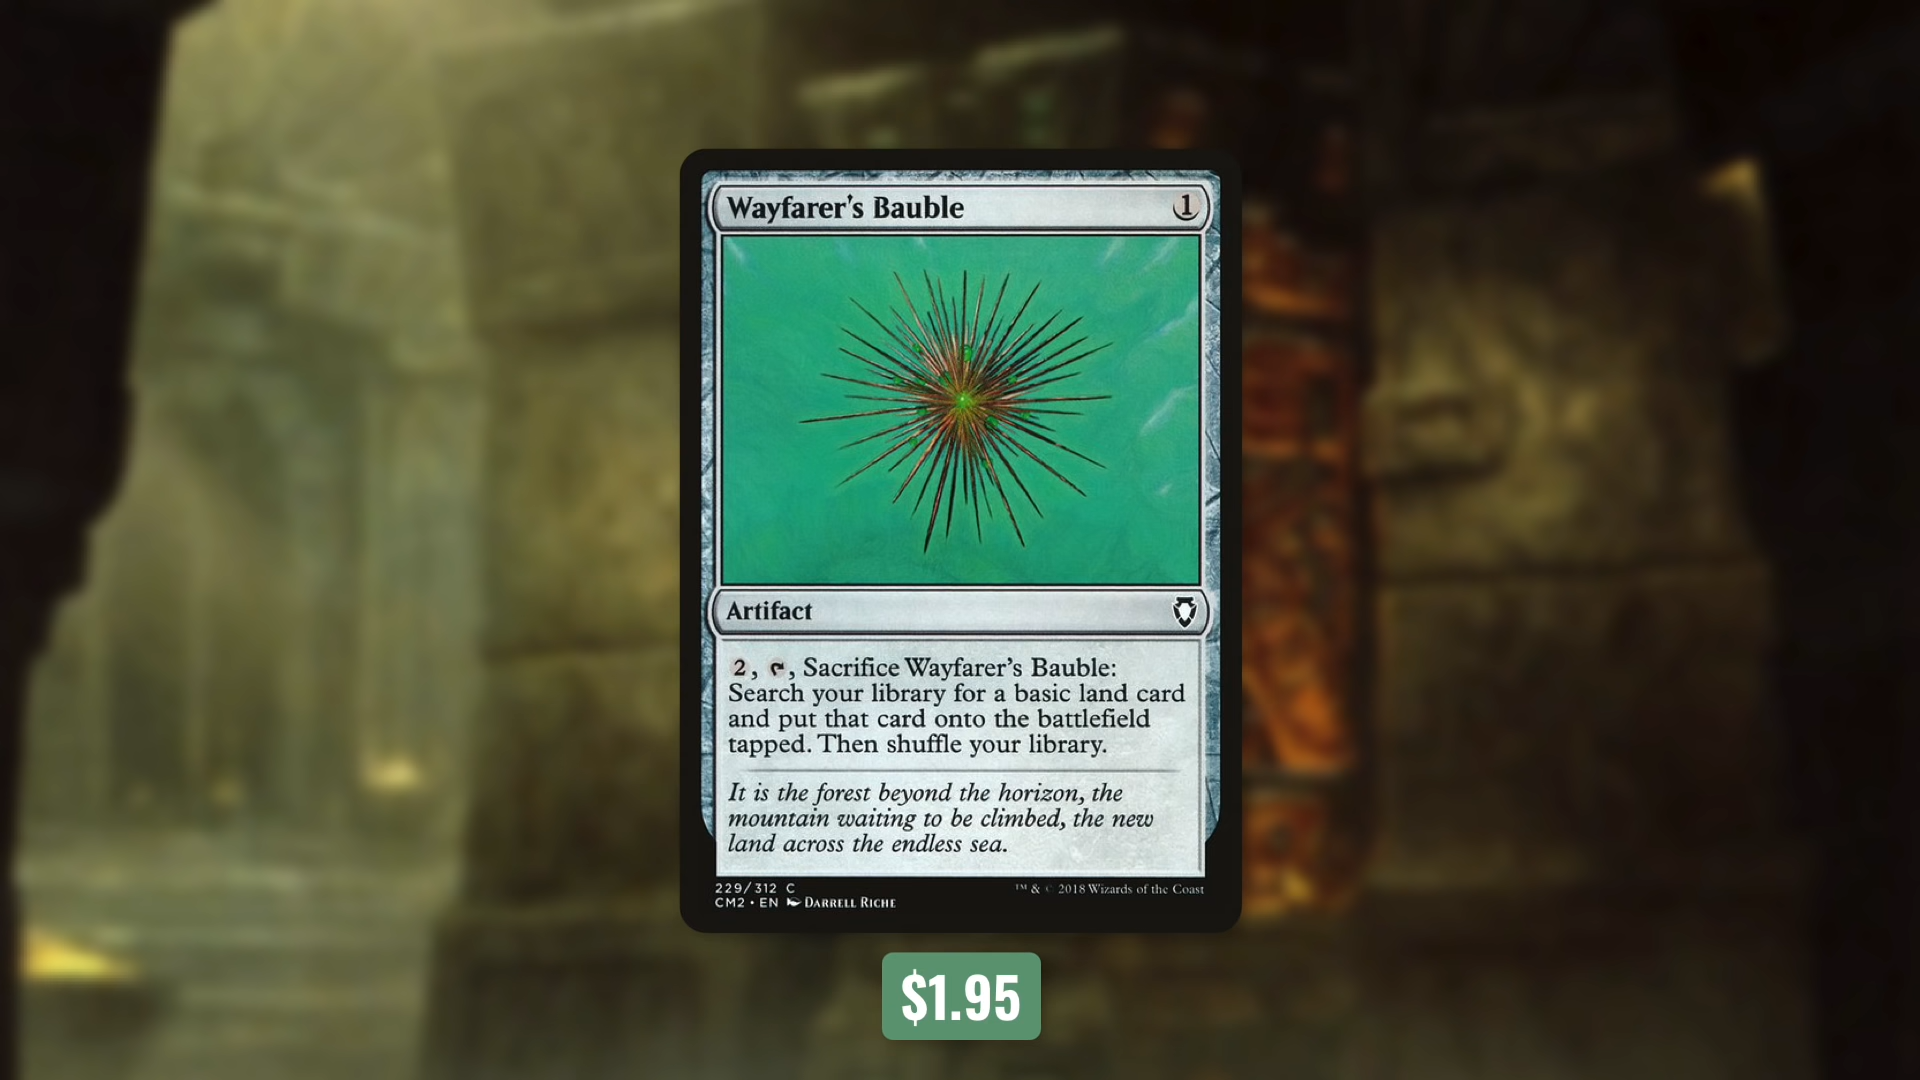 Wayfarer's Bauble 1
Artifact
2, , Sacrifice Wayfarer's Bauble:
Search your library for a basic land card
and put that card onto the battlefield
tapped. Then shuffle your library.
It is the forest beyond the horizon, the
mountain waiting to be climbed, the new
land across the endless sea.
229/312 C
™ & © 2018 Wizards of the Coast
CM2 • EN Darrell Riche
$1.95